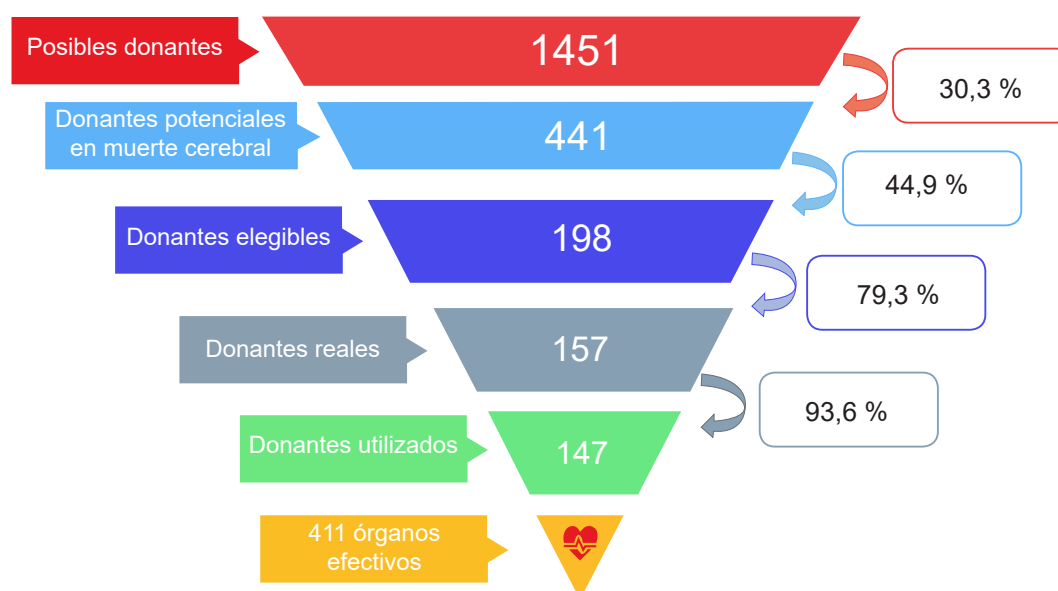 Posibles donantes
1451
30,3 %
Donantes potenciales
en muerte cerebral
441
44,9 %
Donantes elegibles
198
79,3 %
Donantes reales
157
93,6 %
Donantes utilizados
147
411 órganos
efectivos